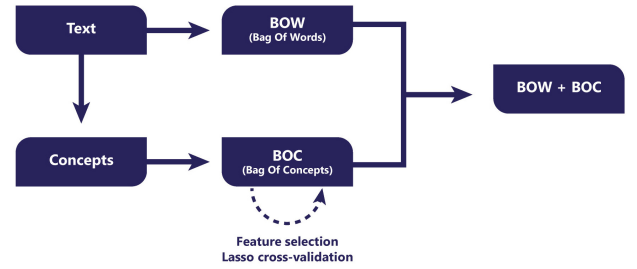 Text
BOW
(Bag Of Words)
BOW + BOC
Concepts
BOC
(Bag Of Concepts)
Feature selection
Lasso cross-validation